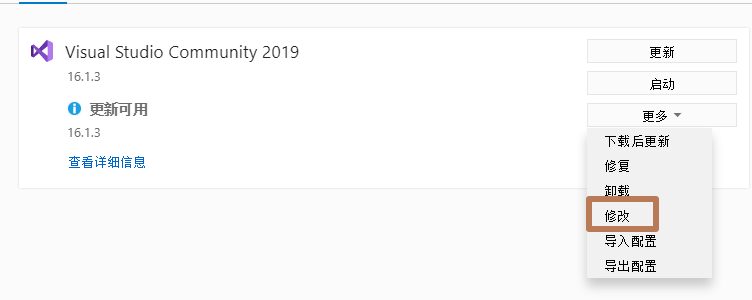 Visual Studio Community 2019
更新
16.1.3
启动
更新可用
更多
16.1.3
下载后更新
查看详细信息
修复
卸载
修改
导入配置
导出配置